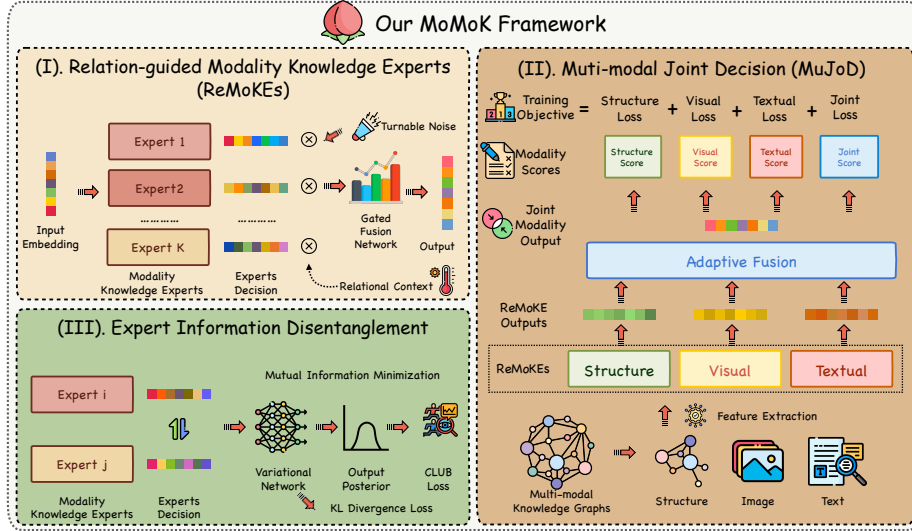 Our MoMoK Framework
(I). Relation-guided Modality Knowledge Experts
(ReMoKEs)
Expert 1
Turnable Noise
Expert2
…………
…………
Expert K
Input
Embedding
Gated
Fusion
Network
Output
Modality
Knowledge Experts
Experts
Decision
Relational Context
(III). Expert Information Disentanglement
Expert i
Expert j
Mutual Information Minimization
Variational
Network
Output
Posterior
CLUB
Loss
Modality
Knowledge Experts
Experts
Decision
KL Divergence Loss
(II). Muti-modal Joint Decision (MuJoD)
2 1 3
Training
Objective
=
Structure
Loss
+
Visual
Loss
+
Textual
Loss
+
Joint
Loss
Modality
Scores
Structure
Score
Visual
Score
Textual
Score
Joint
Score
Joint
Modality
Output
Adaptive Fusion
ReMoKE
Outputs
ReMoKEs
Structure
Visual
Textual
Feature Extraction
Multi-modal
Knowledge Graphs
Structure
Image
T
Text